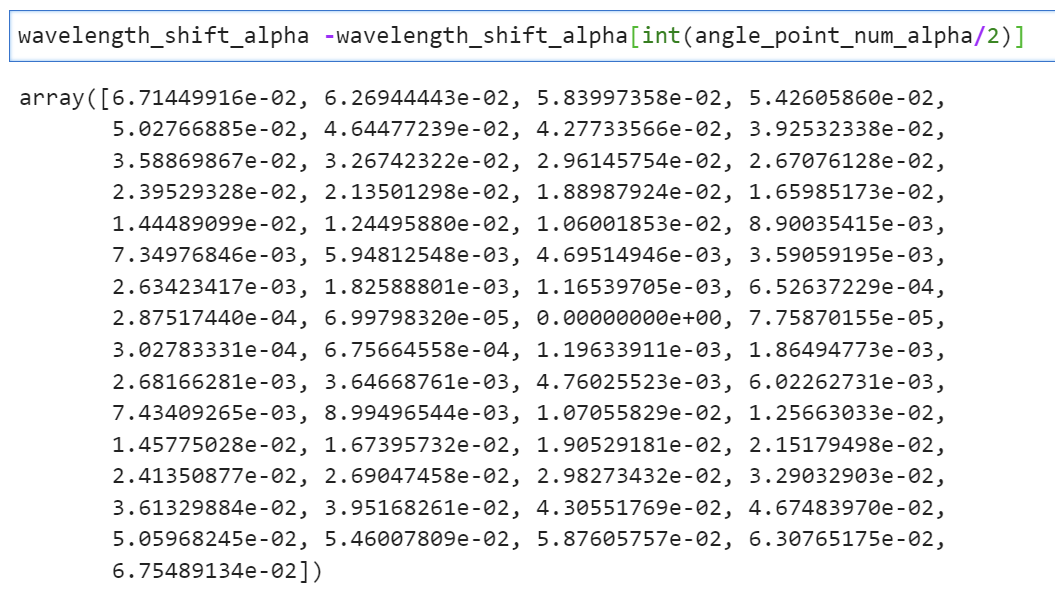 wavelength_shift_alpha -wavelength_shift_alpha[int(angle_point_num_alpha/2)]
array([6.71449916e-02, 6.26944443e-02, 5.83997358e-02, 5.42605860e-02,
5.02766885e-02, 4.64477239e-02, 4.27733566e-02, 3.92532338e-02,
3.58869867e-02, 3.26742322e-02, 2.96145754e-02, 2.67076128e-02,
2.39529328e-02, 2.13501298e-02, 1.88987924e-02, 1.65985173e-02,
1.44489099e-02, 1.24495880e-02, 1.06001853e-02, 8.90035415e-03,
7.34976846e-03, 5.94812548e-03, 4.69514946e-03, 3.59059195e-03,
2.63423417e-03, 1.82588801e-03, 1.16539705e-03, 6.52637229e-04,
2.87517440e-04, 6.99798320e-05, 0.00000000e+00, 7.75870155e-05,
3.02783331e-04, 6.75664558e-04, 1.19633911e-03, 1.86494773e-03,
2.68166281e-03, 3.64668761e-03, 4.76025523e-03, 6.02262731e-03,
7.43409265e-03, 8.99496544e-03, 1.07055829e-02, 1.25663033e-02,
1.45775028e-02, 1.67395732e-02, 1.90529181e-02, 2.15179498e-02,
2.41350877e-02, 2.69047458e-02, 2.98273432e-02, 3.29032903e-02,
3.61329884e-02, 3.95168261e-02, 4.30551769e-02, 4.67483970e-02,
5.05968245e-02, 5.46007809e-02, 5.87605757e-02, 6.30765175e-02,
6.75489134e-02])